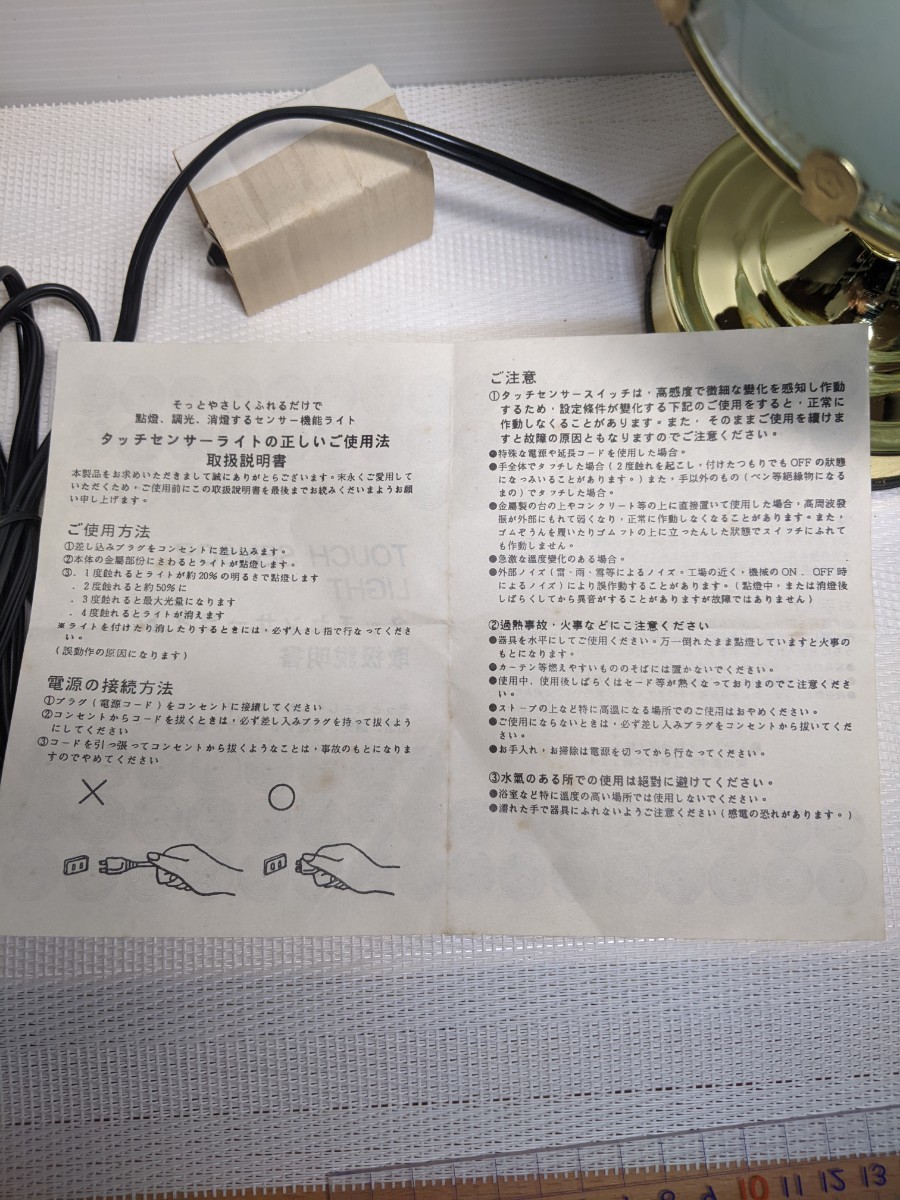 そっとやさしくふれるだけで
點燈、調光、消燈するセンサー機能ライト
タッチセンサーライトの正しいご使用法
取扱説明書
本製品をお求めいただきまして誠にありがとうございます。末永くご愛用して
いただくため，ご使用前にこの取扱説明書を最後までお読みくだいまようお願
い申し上げます。
ご使用方法
①差し込みプラグをコンセントに差し込みます。
②本体の金屬部份にさわるとライトが點燈します。
③．1度触れるとライトが約20%の明るさで點燈します
．2度触れると約50%に
．3度触れると最大光量になります
．4度触れるとライトが消えます
※ライトを付けたり消したりするときには，必ず人さし指で行なってくださ
い。
(誤動作の原因になります)
電源の接続方法
①プラグ(電源コード)をコンセントに接續してください
②コンセントからコードを拔くときは，必ず差し入みプラグを持って拔くよう
にしてください
③コードを引っ張ってコンセントから拔くようなことは，事故のもとになりま
すのでやめてください
ご注意
①タッチセンサースイッチは，高感度で微細な變化を感知し作動
するため，設定條件が變化する下記のご使用をすると，正常に
作動しなくることがあります。また，そのままご使用を續けま
すと故障の原因ともなりますのでご注意ください。
●特殊な電源や延長コードを使用した場合。
●手全体でタッチした場合(2度触れを起こし，付けたつもりでもOFFの狀態
になっみいることがあります。)また，手以外のもの(ペン等絕緣物になる
まの)でタッチした場合。
●金属製の台の上やコンクリート等の上に直接置いて使用した場合，高周波發
振が外部にもれて弱くなり，正常に作動しなくなることがあります。また，
ゴムぞうんを履いたりゴムットの上に立ったんした狀態でスイッチにふれて
も作動しません。
●急激な溫度變化のある場合。
●外部ノイズ(雷・雨・雪等によるノイズ。工場の近く，機械のON．OFF時
によるノイズ)により誤作動することがあります。(點燈中，または消燈後
しばらくしてから異音がすることがありますが故障ではありません)
②過熱事故・火事などにこ注意ください
●器具を水平にしてご使用ください。万一倒れたまま點燈していますと火事の
もとになります。
●カーテン等燃えやすいもののそばには置かないでください。
●使用中、使用後しばらくはセード等が熱くなっておりまのでこ注意くださ
い。
●ストーブの上など特に高温になる場所でのご使用はおやめください。
●ご使用にならないときは，必ず差し入みプラグをコンセントから拔いてくだ
さい。
●お手入れ，お掃除は電源を切ってから行なってください。
③水氣のある所での使用は絕對に避けてください。
●浴室など特に溫度の高い場所では使用しないでください。
●濡れた手で器具にふれないようご注意ください(感電の恐れがあります。)
10 11 12 13